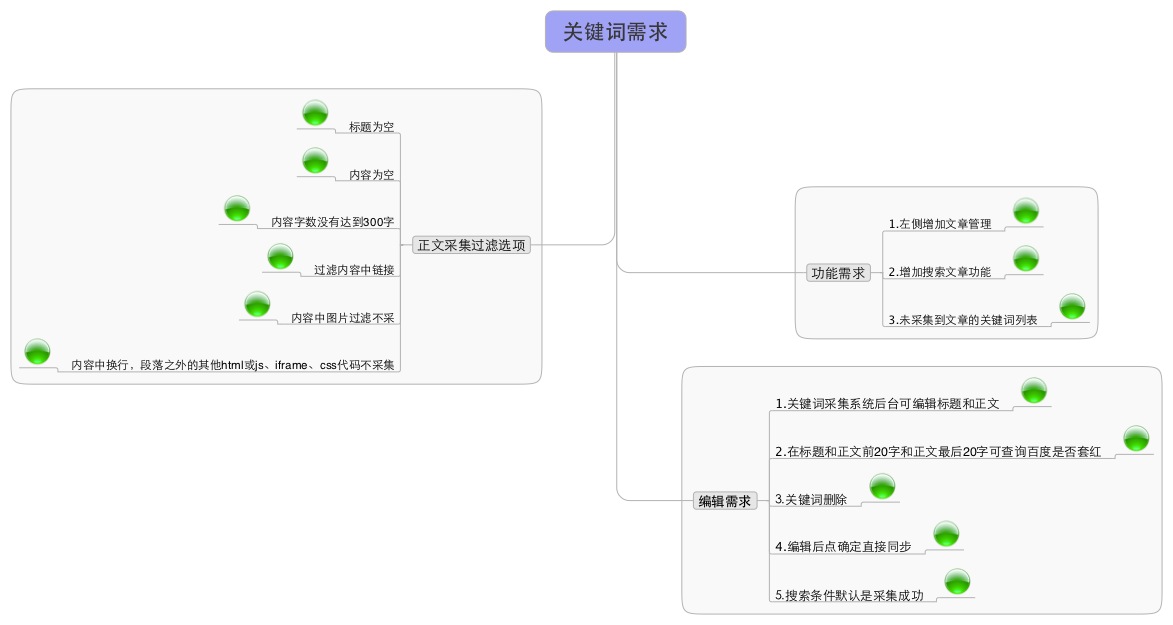 关键词需求
正文采集过滤选项
标题为空
内容为空
内容字数没有达到300字
过滤内容中链接
内容中图片过滤不采
内容中换行，段落之外的其他html或js、iframe、css代码不采集
功能需求
1.左侧增加文章管理
2.增加搜索文章功能
3.未采集到文章的关键词列表
编辑需求
1.关键词采集系统后台可编辑标题和正文
2.在标题和正文前20字和正文最后20字可查询百度是否套红
3.关键词删除
4.编辑后点确定直接同步
5.搜索条件默认是采集成功